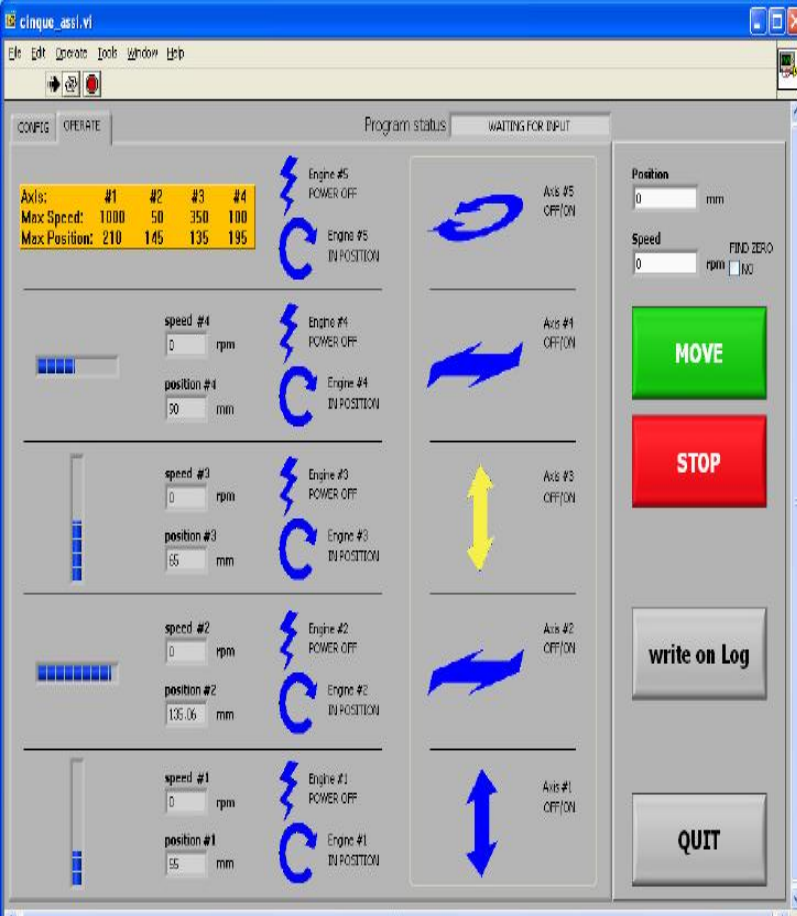 cinque_assi.vi
File Edit Operate Tools Window Help
CONFIG OPERATE
Program status WAITING FOR INPUT
Axis: #1 #2 #3 #4
Max Speed: 1000 50 350 100
Max Position: 210 145 135 195
Engine #5
POWER OFF
Engine #5
IN POSITION
Axis #5
OFF/ON
speed #4
0 rpm
position #4
90 mm
Engine #4
POWER OFF
Engine #4
IN POSITION
Axis #4
OFF/ON
speed #3
0 rpm
position #3
65 mm
Engine #3
POWER OFF
Engine #3
IN POSITION
Axis #3
OFF/ON
speed #2
0 rpm
position #2
135.06 mm
Engine #2
POWER OFF
Engine #2
IN POSITION
Axis #2
OFF/ON
speed #1
0 rpm
position #1
55 mm
Engine #1
POWER OFF
Engine #1
IN POSITION
Axis #1
OFF/ON
Position
0 mm
Speed
0 rpm
FIND ZERO
NO
MOVE
STOP
write on Log
QUIT